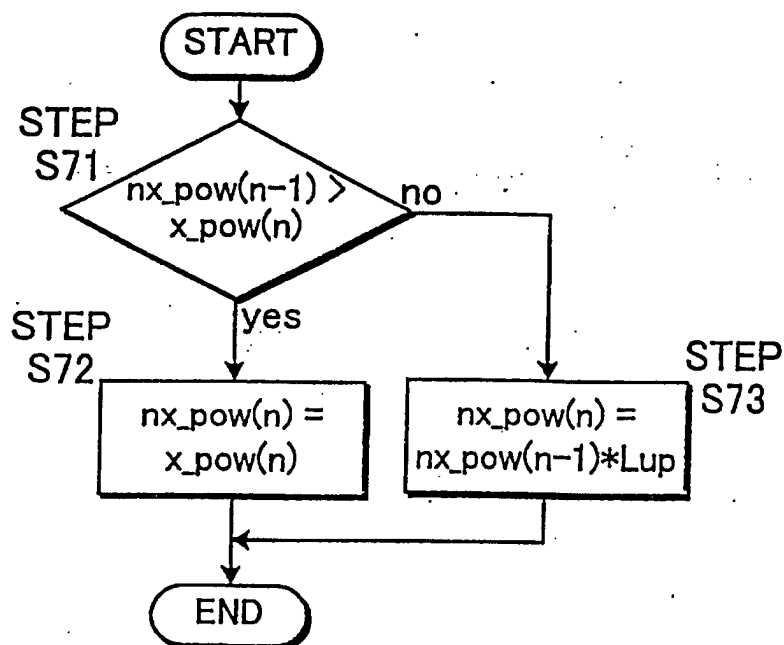 START
STEP
S71
nx_pow(n-1) >
x_pow(n)
no
yes
STEP
S72
nx_pow(n) =
x_pow(n)
STEP
S73
nx_pow(n) =
nx_pow(n-1)*Lup
END